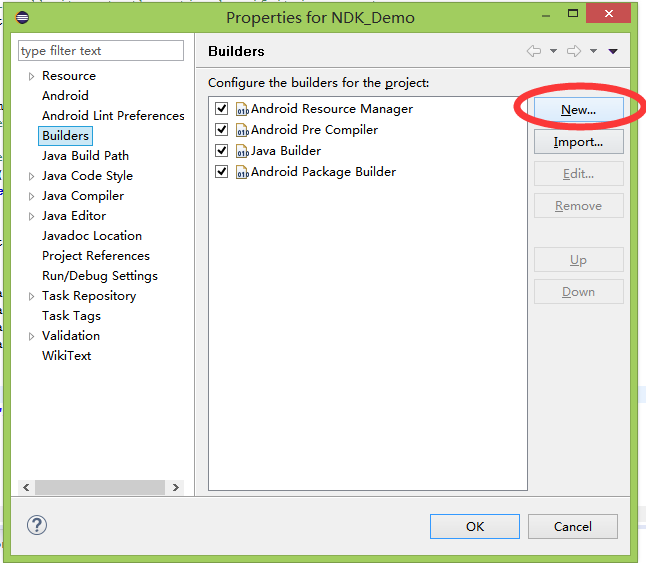 Properties for NDK_Demo
type filter text
Resource
Android
Android Lint Preferences
Builders
Java Build Path
Java Code Style
Java Compiler
Java Editor
Javadoc Location
Project References
Run/Debug Settings
Task Repository
Task Tags
Validation
WikiText
Builders
Configure the builders for the project:
Android Resource Manager
Android Pre Compiler
Java Builder
Android Package Builder
New...
Import...
Edit...
Remove
Up
Down
OK
Cancel